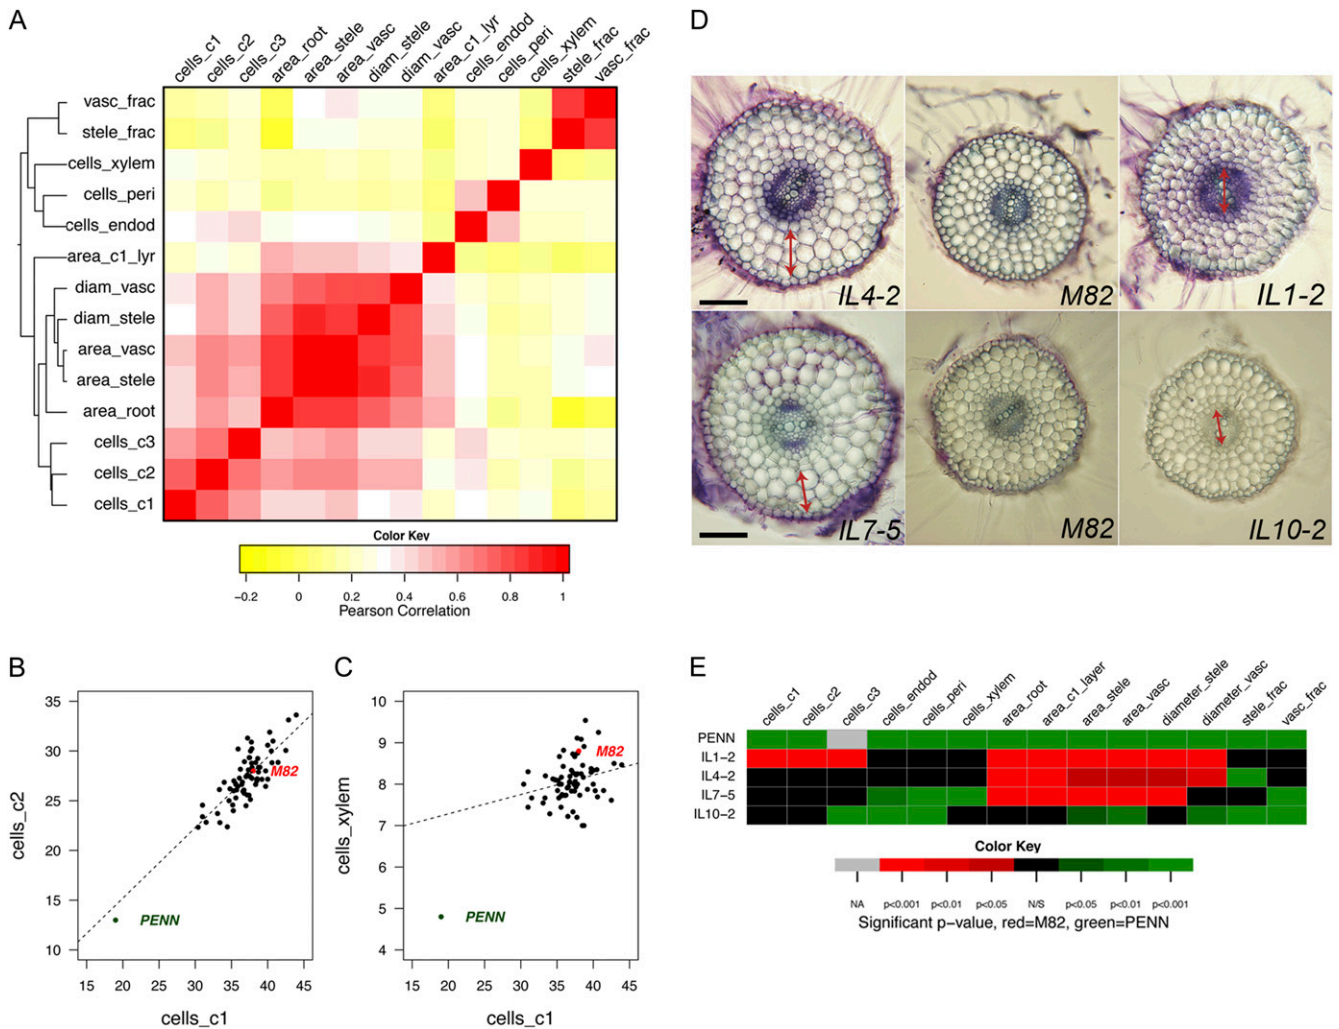 A
cells_c1
cells_c2
cells_c3
area_root
area_stele
area_vasc
diam_stele
diam_vasc
area_c1_lyr
cells_endod
cells_peri
cells_xylem
stele_frac
vasc_frac
vasc_frac
stele_frac
cells_xylem
cells_peri
cells_endod
area_c1_lyr
diam_vasc
diam_stele
area_vasc
area_stele
area_root
cells_c3
cells_c2
cells_c1
Color Key
−0.2 0 0.2 0.4 0.6 0.8 1
Pearson Correlation
D
IL4-2
M82
IL1-2
IL7-5
M82
IL10-2
B
35
30
25
20
15
10
cells_c2
M82
PENN
15 20 25 30 35 40 45
cells_c1
C
10
9
8
7
6
5
4
cells_xylem
M82
PENN
15 20 25 30 35 40 45
cells_c1
E
cells_c1
cells_c2
cells_c3
cells_endod
cells_peri
cells_xylem
area_root
area_c1_layer
area_stele
area_vasc
diameter_stele
diameter_vasc
stele_frac
vasc_frac
PENN
IL1−2
IL4−2
IL7−5
IL10−2
Color Key
NA p<0.001 p<0.01 p<0.05 N/S p<0.05 p<0.01 p<0.001
Significant p−value, red=M82, green=PENN